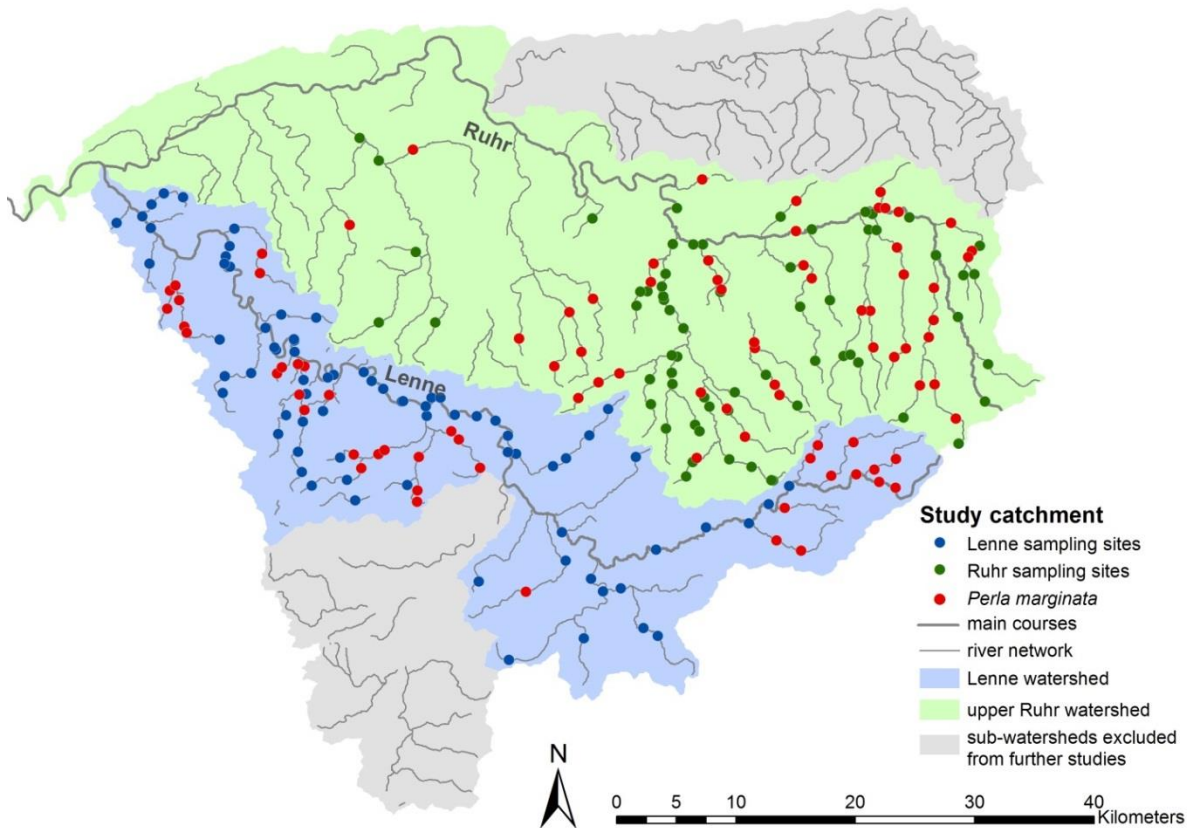 Ruhr
Lenne
Study catchment
Lenne sampling sites
Ruhr sampling sites
Perla marginata
main courses
river network
Lenne watershed
upper Ruhr watershed
sub-watersheds excluded
from further studies
N
0 5 10 20 30 40
Kilometers